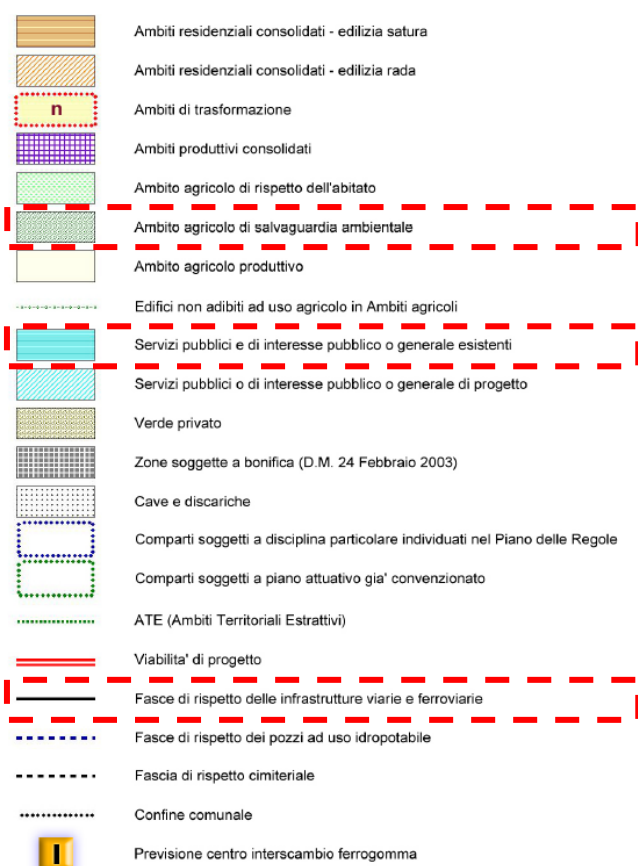 Ambiti residenziali consolidati - edilizia satura
Ambiti residenziali consolidati - edilizia rada
n
Ambiti di trasformazione
Ambiti produttivi consolidati
Ambito agricolo di rispetto dell'abitato
Ambito agricolo di salvaguardia ambientale
Ambito agricolo produttivo
Edifici non adibiti ad uso agricolo in Ambiti agricoli
Servizi pubblici e di interesse pubblico o generale esistenti
Servizi pubblici o di interesse pubblico o generale di progetto
Verde privato
Zone soggette a bonifica (D.M. 24 Febbraio 2003)
Cave e discariche
Comparti soggetti a disciplina particolare individuati nel Piano delle Regole
Comparti soggetti a piano attuativo gia' convenzionato
ATE (Ambiti Territoriali Estrattivi)
Viabilita' di progetto
Fasce di rispetto delle infrastrutture viarie e ferroviarie
Fasce di rispetto dei pozzi ad uso idropotabile
Fascia di rispetto cimiteriale
Confine comunale
I
Previsione centro interscambio ferrogomma